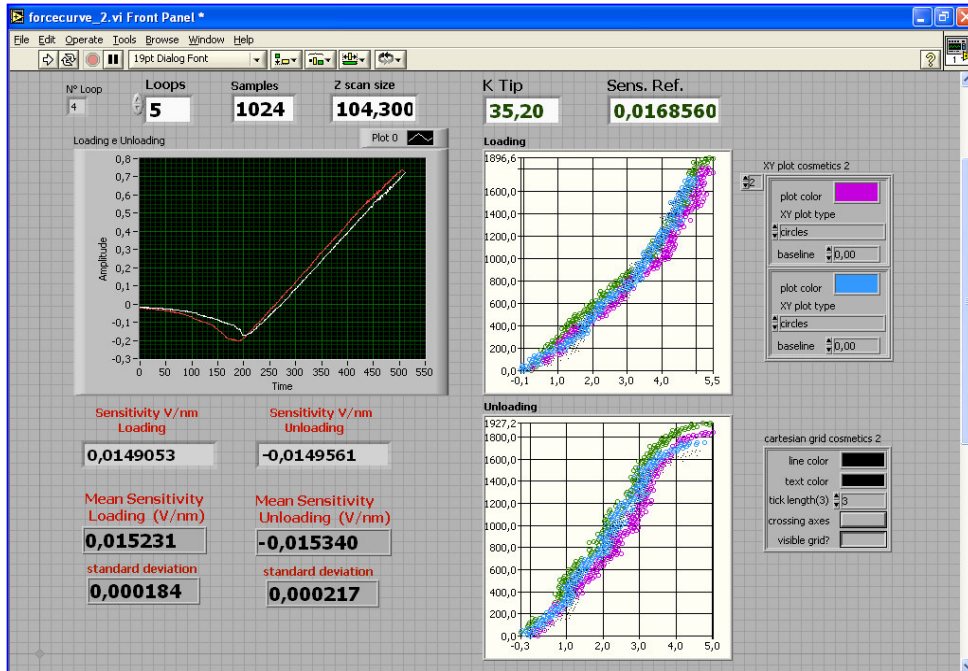 forcecurve_2.vi Front Panel *
File Edit Operate Tools Browse Window Help
19pt Dialog Font
1
Nº Loop
4
Loops
5
Samples
1024
Z scan size
104,300
K Tip
35,20
Sens. Ref.
0,0168560
Loading e Unloading
Plot 0
0,8
0,7
0,6
0,5
0,4
0,3
0,2
0,1
0
-0,1
-0,2
-0,3
Amplitude
0 50 100 150 200 250 300 350 400 450 500 550
Time
Loading
1896,6
1600,0
1400,0
1200,0
1000,0
800,0
600,0
400,0
200,0
0,0
-0,1 1,0 2,0 3,0 4,0 5,5
XY plot cosmetics 2
2
plot color
XY plot type
circles
baseline 0,00
plot color
XY plot type
circles
baseline 0,00
Sensitivity V/nm
Loading
0,0149053
Sensitivity V/nm
Unloading
-0,0149561
Mean Sensitivity
Loading (V/nm)
0,015231
standard deviation
0,000184
Mean Sensitivity
Unloading (V/nm)
-0,015340
standard deviation
0,000217
Unloading
1927,2
1800,0
1600,0
1400,0
1200,0
1000,0
800,0
600,0
400,0
200,0
0,0
-0,3 1,0 2,0 3,0 4,0 5,0
cartesian grid cosmetics 2
line color
text color
tick length(3) 3
crossing axes
visible grid?